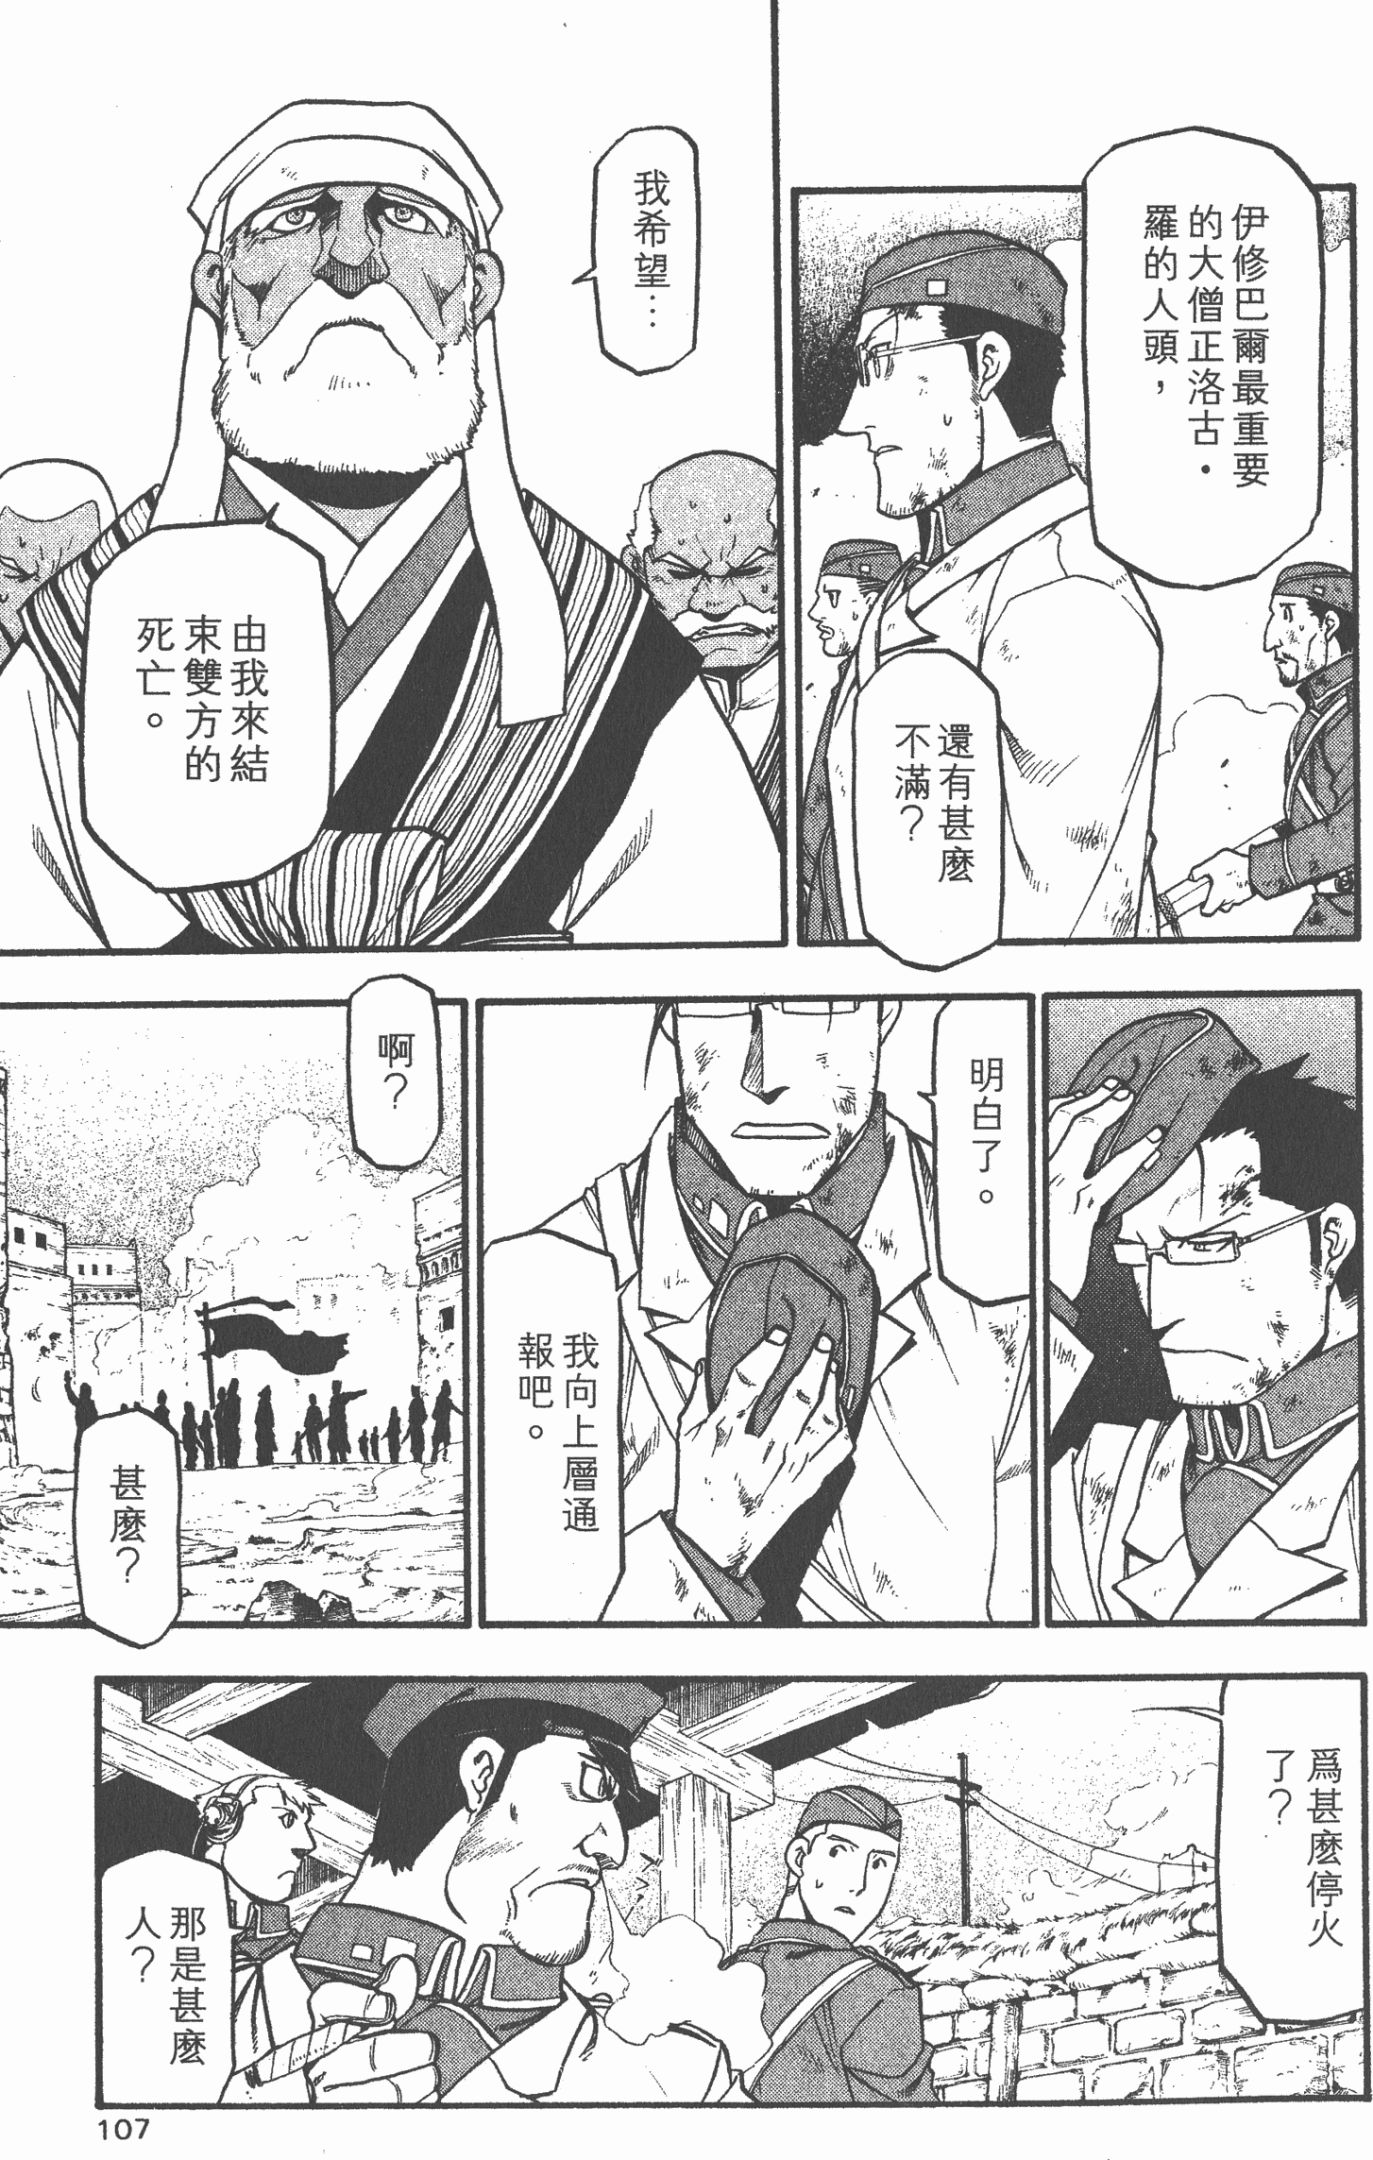 伊修巴爾最重要
的大僧正洛古・
羅的人頭，
還有甚麼
不滿？
我希望…
由我來結
束雙方的
死亡。
明白了。
我向上層通
報吧。
啊？
甚麼？
爲甚麼停火
了？
那是甚麼
人？
107